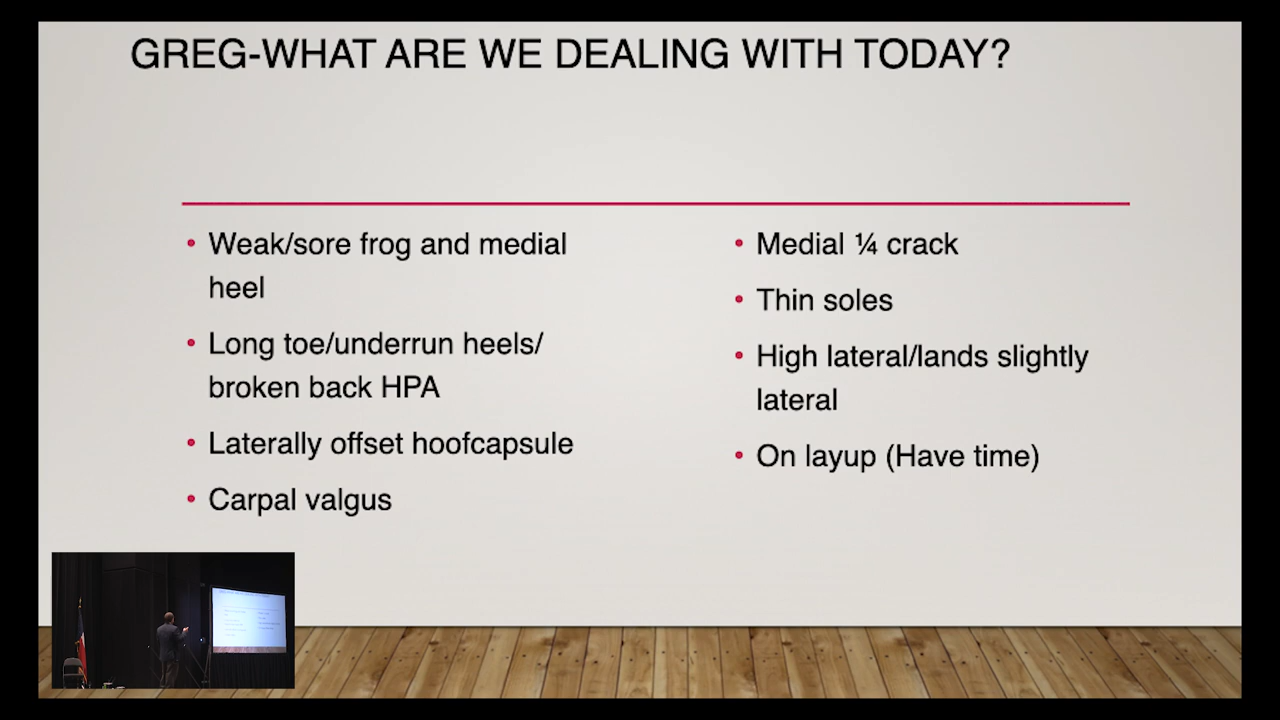 GREG-WHAT ARE WE DEALING WITH TODAY?
• Weak/sore frog and medial
heel
• Long toe/underrun heels/
broken back HPA
• Laterally offset hoofcapsule
• Carpal valgus
• Medial ¼ crack
• Thin soles
• High lateral/lands slightly
lateral
• On layup (Have time)